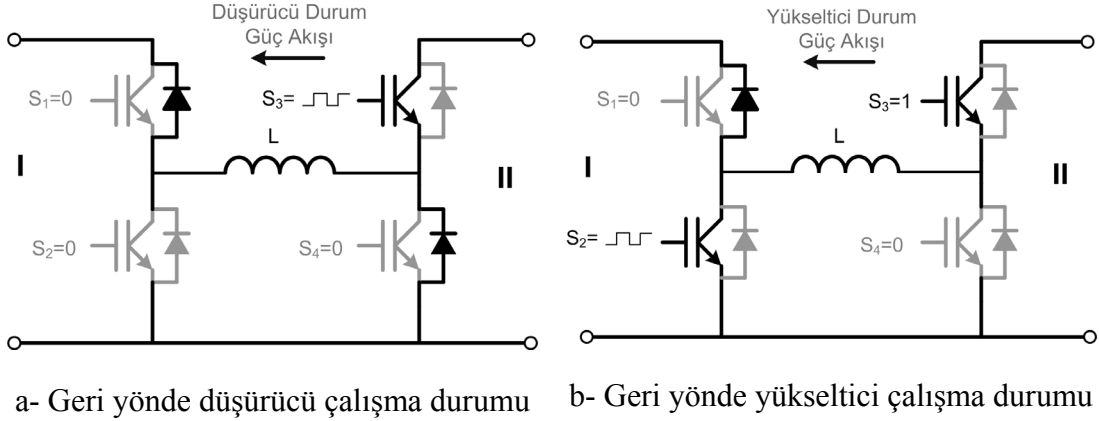 Düşürücü Durum
Güç Akışı
S1=0
S3=
L
I
II
S2=0
S4=0
a- Geri yönde düşürücü çalışma durumu
Yükseltici Durum
Güç Akışı
S1=0
S3=1
L
I
II
S2=
S4=0
b- Geri yönde yükseltici çalışma durumu